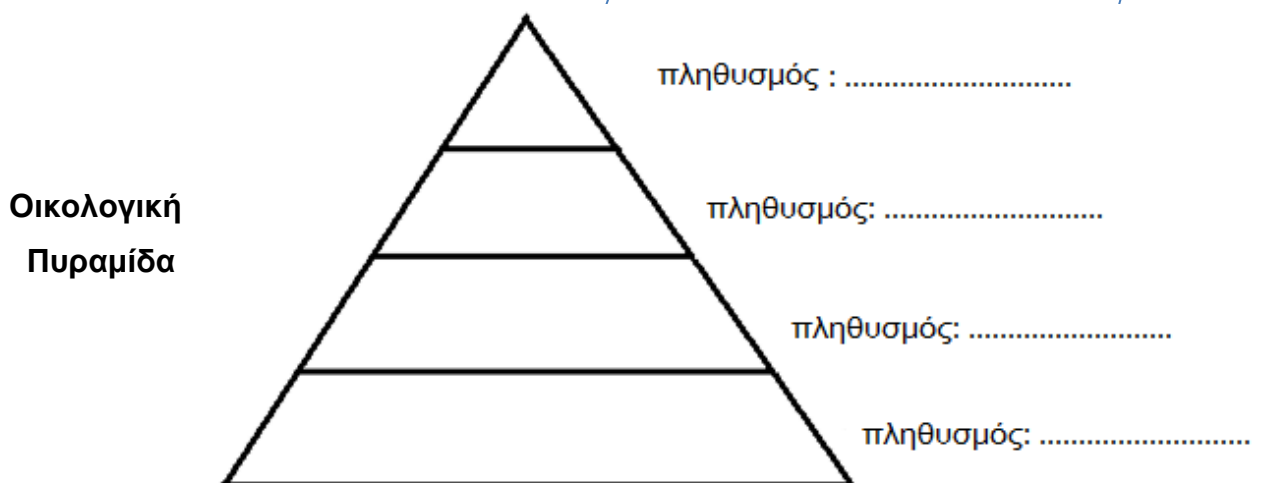 πληθυσμός : .............................
Οικολογική
πληθυσμός: ............................
Πυραμίδα
πληθυσμός: ..........................
πληθυσμός: ...........................